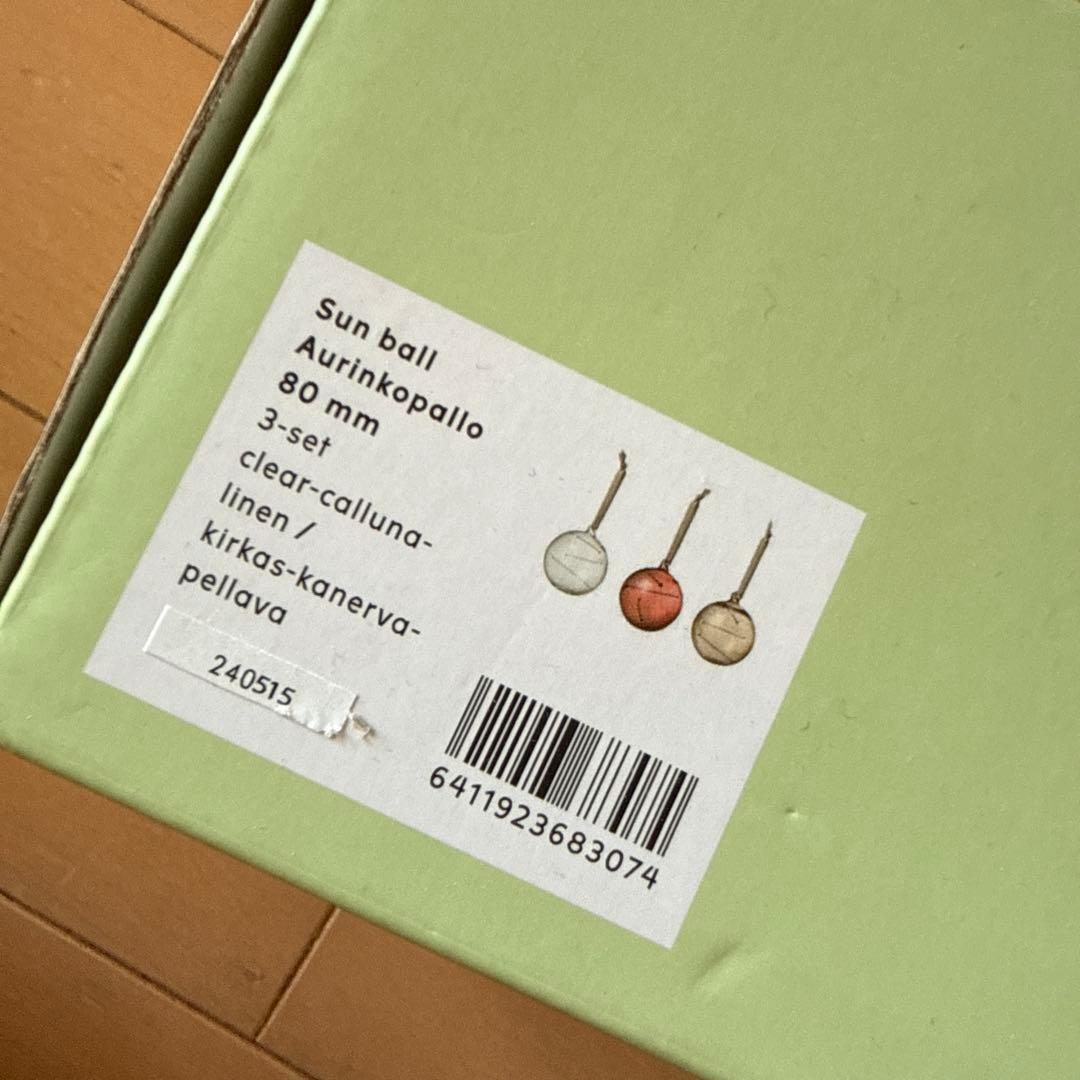 Sun ball
Aurinkopallo
80 mm
3-set
clear-calluna-
linen /
kirkas-kanerva-
pellava
240515
6411923683074